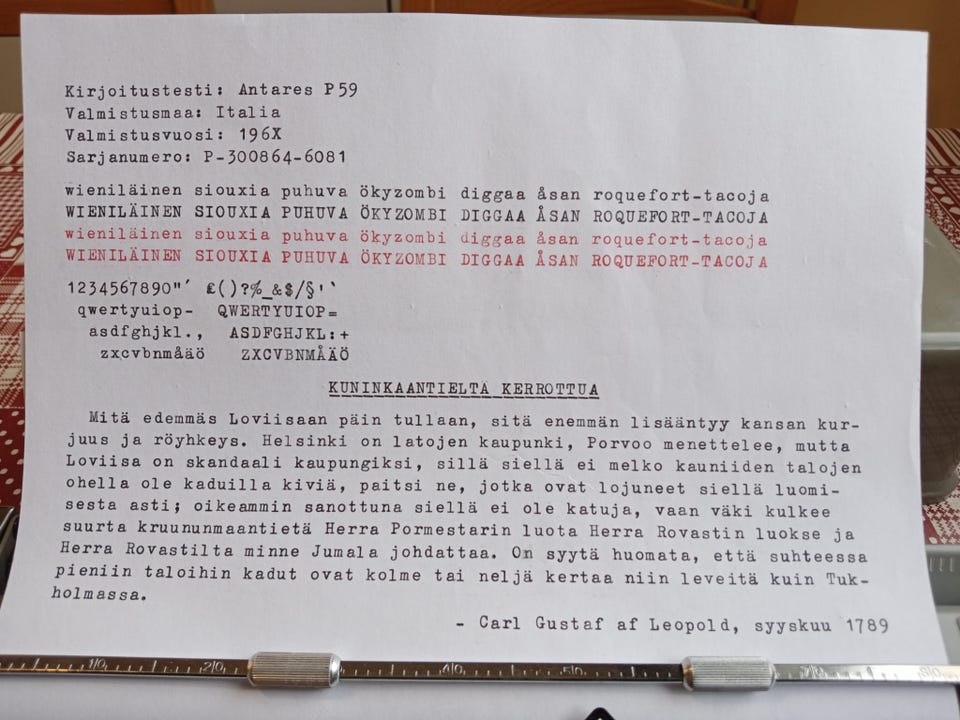 Kirjoitustesti: Antares P59
Valmistusmaa: Italia
Valmistusvuosi: 196X
Sarjanumero: P-300864-6081
wieniläinen siouxia puhuva ökyzombi diggaa åsan roquefort-tacoja
WIENILÄINEN SIOUXIA PUHUVA ÖKYZOMBI DIGGAA ÅSAN ROQUEFORT-TACOJA
wieniläinen siouxia puhuva ökyzombi diggaa åsan roquefort-tacoja
WIENILÄINEN SIOUXIA PUHUVA ÖKYZOMBI DIGGAA ÅSAN ROQUEFORT-TACOJA
1234567890"´ £()?%_&$/§'`
qwertyuiop- QWERTYUIOP=
asdfghjkl., ASDFGHJKL:+
zxcvbnmåäö ZXCVBNMÅÄÖ
KUNINKAANTIELTÄ KERROTTUA
Mitä edemmäs Loviisaan päin tullaan, sitä enemmän lisääntyy kansan kur-
juus ja röyhkeys. Helsinki on latojen kaupunki, Porvoo menettelee, mutta
Loviisa on skandaali kaupungiksi, sillä siellä ei melko kauniiden talojen
ohella ole kaduilla kiviä, paitsi ne, jotka ovat lojuneet siellä luomi-
sesta asti; oikeammin sanottuna siellä ei ole katuja, vaan väki kulkee
suurta kruununmaantietä Herra Pormestarin luota Herra Rovastin luokse ja
Herra Rovastilta minne Jumala johdattaa. On syytä huomata, että suhteessa
pieniin taloihin kadut ovat kolme tai neljä kertaa niin leveitä kuin Tuk-
holmassa.
- Carl Gustaf af Leopold, syyskuu 1789
10 20 40 50 70 80